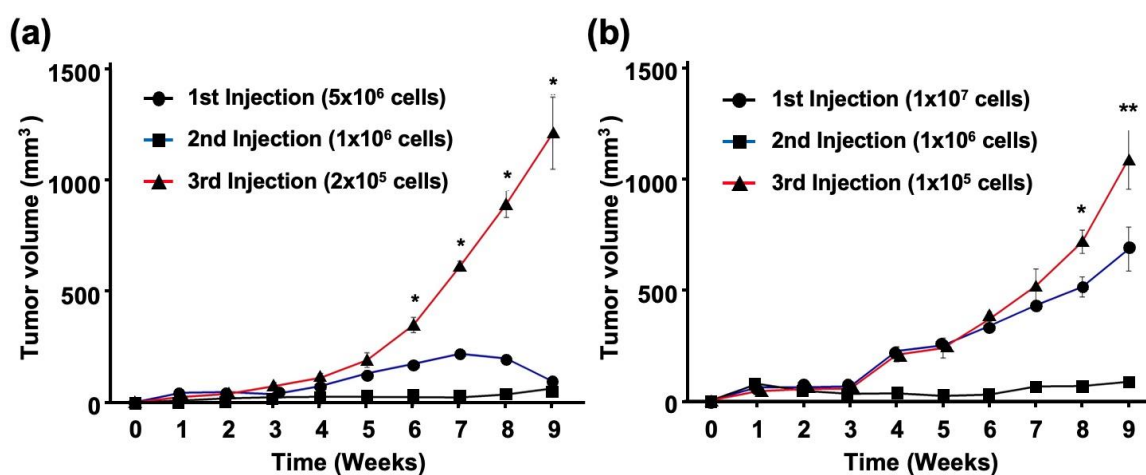 (a)
1500
1000
500
0
Tumor volume (mm³)
1st Injection (5x10⁶ cells)
2nd Injection (1x10⁶ cells)
3rd Injection (2x10⁵ cells)
*
*
*
*
0 1 2 3 4 5 6 7 8 9
Time (Weeks)
(b)
1500
1000
500
0
Tumor volume (mm³)
1st Injection (1x10⁷ cells)
2nd Injection (1x10⁶ cells)
3rd Injection (1x10⁵ cells)
**
*
0 1 2 3 4 5 6 7 8 9
Time (Weeks)